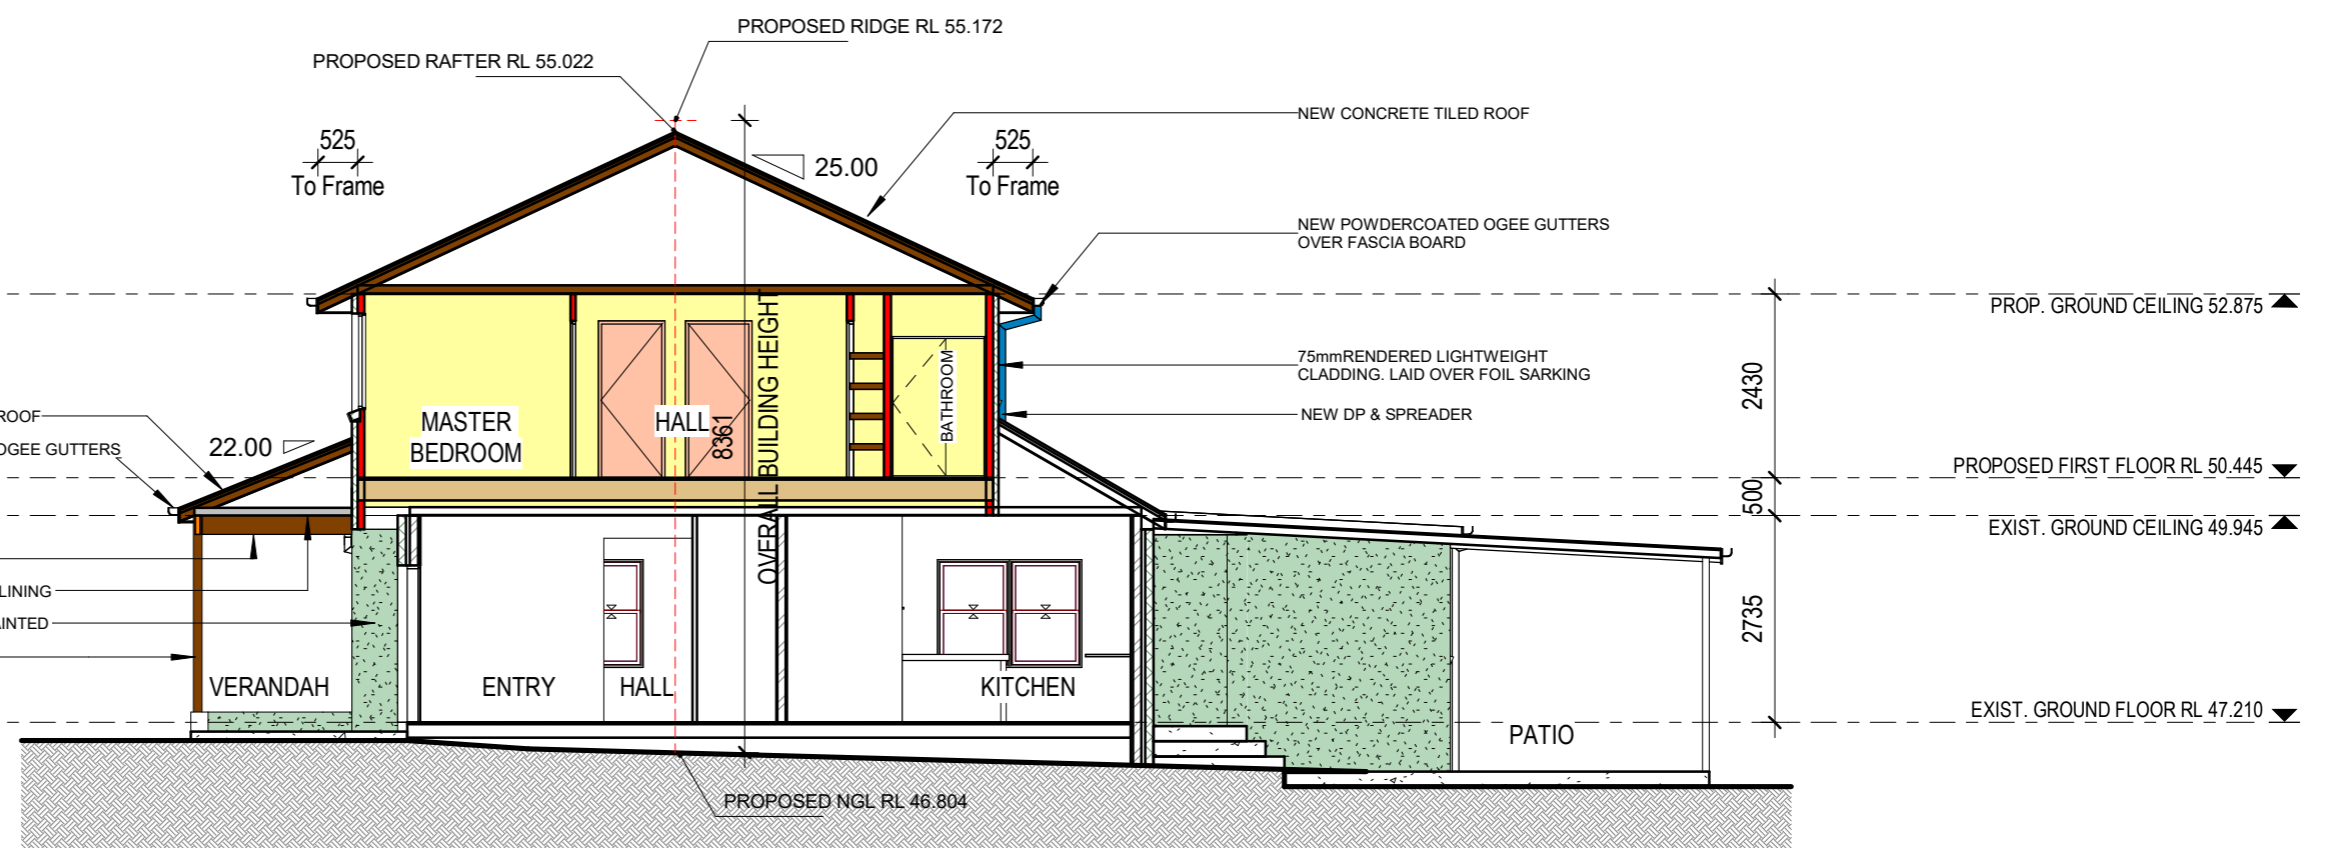 PROPOSED RIDGE RL 55.172
PROPOSED RAFTER RL 55.022
NEW CONCRETE TILED ROOF
525
To Frame
25.00
525
To Frame
NEW POWDERCOATED OGEE GUTTERS
OVER FASCIA BOARD
PROP. GROUND CEILING 52.875
75mmRENDERED LIGHTWEIGHT
CLADDING. LAID OVER FOIL SARKING
2430
ROOF
NEW DP & SPREADER
OGEE GUTTERS
22.00
MASTER
BEDROOM
HALL
8361
OVERALL BUILDING HEIGHT
BATHROOM
PROPOSED FIRST FLOOR RL 50.445
500
EXIST. GROUND CEILING 49.945
LINING
AINTED
2735
VERANDAH
ENTRY
HALL
KITCHEN
PATIO
EXIST. GROUND FLOOR RL 47.210
PROPOSED NGL RL 46.804